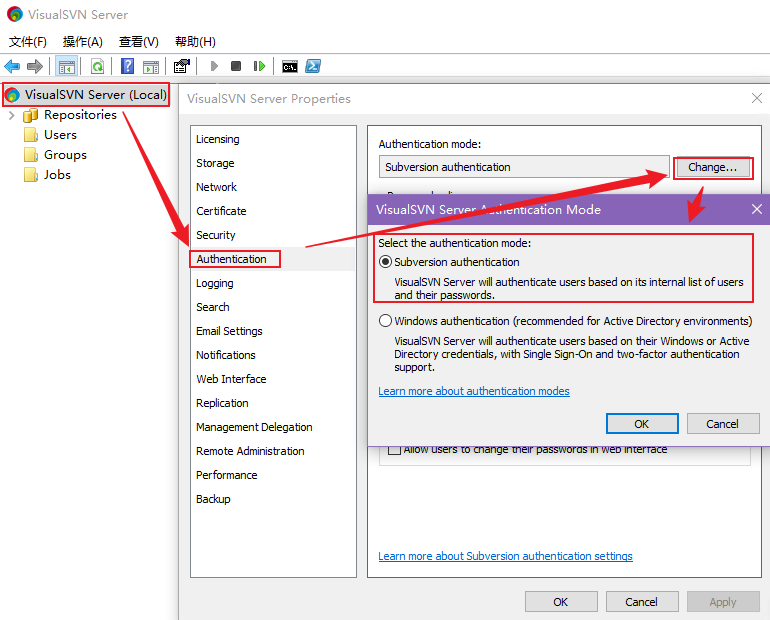 VisualSVN Server
文件(F) 操作(A) 查看(V) 帮助(H)
VisualSVN Server (Local)
Repositories
Users
Groups
Jobs
VisualSVN Server Properties
Licensing
Storage
Network
Certificate
Security
Authentication
Logging
Search
Email Settings
Notifications
Web Interface
Replication
Management Delegation
Remote Administration
Performance
Backup
Authentication mode:
Subversion authentication
Change...
VisualSVN Server Authentication Mode
Select the authentication mode:
Subversion authentication
VisualSVN Server will authenticate users based on its internal list of users
and their passwords.
Windows authentication (recommended for Active Directory environments)
VisualSVN Server will authenticate users based on their Windows or Active
Directory credentials, with Single Sign-On and two-factor authentication
support.
Learn more about authentication modes
OK Cancel
Allow users to change their passwords in web interface
Learn more about Subversion authentication settings
OK Cancel Apply